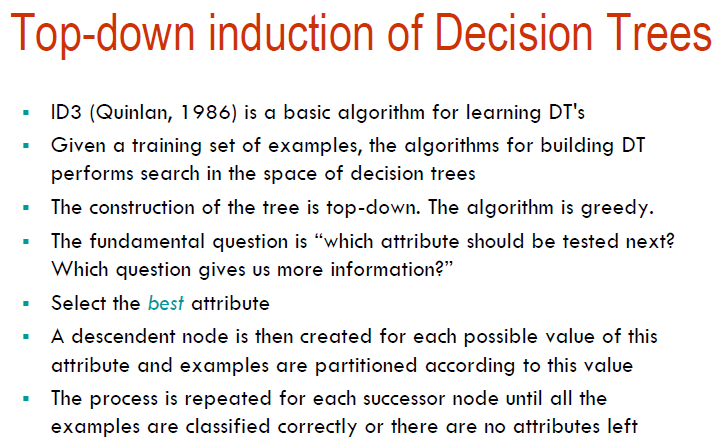 Top-down induction of Decision Trees
▪ ID3 (Quinlan, 1986) is a basic algorithm for learning DT's
▪ Given a training set of examples, the algorithms for building DT
performs search in the space of decision trees
▪ The construction of the tree is top-down. The algorithm is greedy.
▪ The fundamental question is “which attribute should be tested next?
Which question gives us more information?”
▪ Select the best attribute
▪ A descendent node is then created for each possible value of this
attribute and examples are partitioned according to this value
▪ The process is repeated for each successor node until all the
examples are classified correctly or there are no attributes left